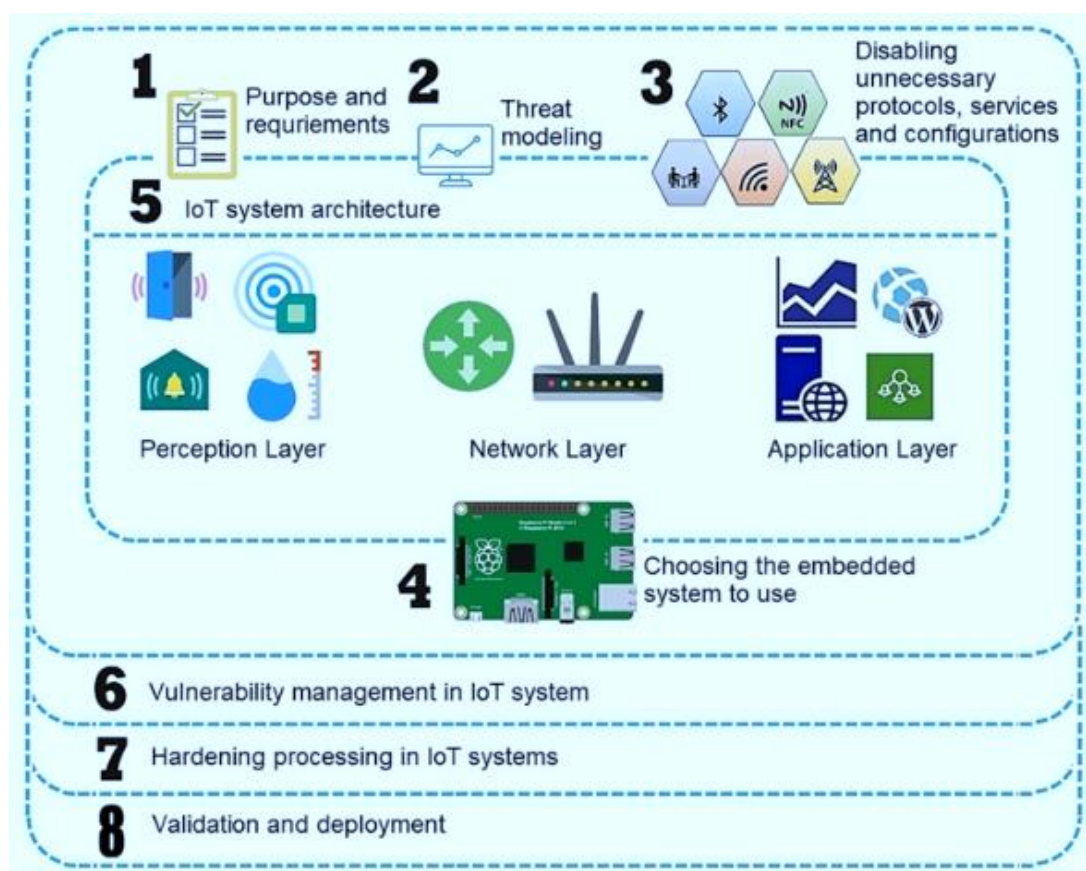 1
Purpose and
requriements
2
Threat
modeling
3
NFC
Disabling
unnecessary
protocols, services
and configurations
5
IoT system architecture
Perception Layer
Network Layer
Application Layer
4
Choosing the embedded
system to use
6
Vulnerability management in IoT system
7
Hardening processing in IoT systems
8
Validation and deployment